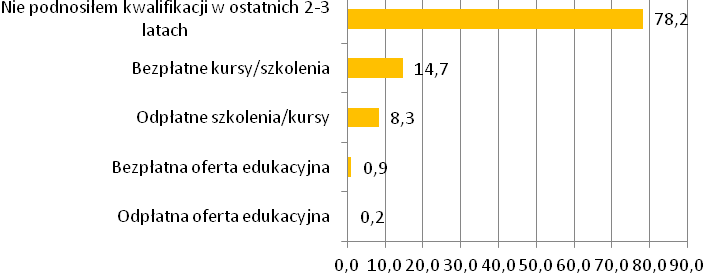 Nie podnosiłem kwalifikacji w ostatnich 2-3
latach
78,2
Bezpłatne kursy/szkolenia
14,7
Odpłatne szkolenia/kursy
8,3
Bezpłatna oferta edukacyjna
0,9
Odpłatna oferta edukacyjna
0,2
0,0 10,0 20,0 30,0 40,0 50,0 60,0 70,0 80,0 90,0